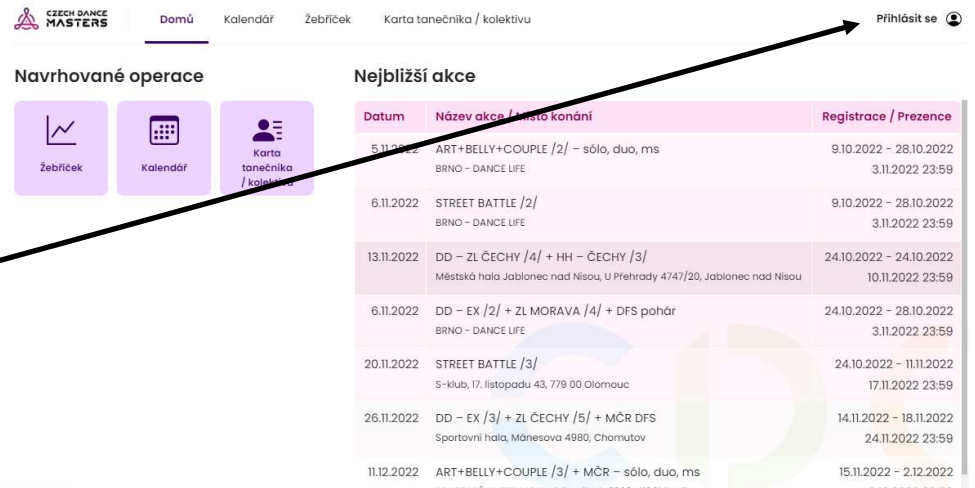 CZECH DANCE
MASTERS
Domů
Kalendář
Žebříček
Karta tanečníka / kolektivu
Přihlásit se
Navrhované operace
Žebříček
Kalendář
Karta
tanečníka
/ kolektivu
Nejbližší akce
Datum Název akce / Místo konání Registrace / Prezence
5.11.2022 ART+BELLY+COUPLE /2/ – sólo, duo, ms 9.10.2022 - 28.10.2022
BRNO - DANCE LIFE 3.11.2022 23:59
6.11.2022 STREET BATTLE /2/ 9.10.2022 - 28.10.2022
BRNO - DANCE LIFE 3.11.2022 23:59
13.11.2022 DD – ZL ČECHY /4/ + HH – ČECHY /3/ 24.10.2022 - 24.10.2022
Městská hala Jablonec nad Nisou, U Přehrady 4747/20, Jablonec nad Nisou 10.11.2022 23:59
6.11.2022 DD – EX /2/ + ZL MORAVA /4/ + DFS pohár 24.10.2022 - 28.10.2022
BRNO - DANCE LIFE 3.11.2022 23:59
20.11.2022 STREET BATTLE /3/ 24.10.2022 - 11.11.2022
S-klub, 17. listopadu 43, 779 00 Olomouc 17.11.2022 23:59
26.11.2022 DD – EX /3/ + ZL ČECHY /5/ + MČR DFS 14.11.2022 - 18.11.2022
Sportovní hala, Mánesova 4980, Chomutov 24.11.2022 23:59
11.12.2022 ART+BELLY+COUPLE /3/ + MČR – sólo, duo, ms 15.11.2022 - 2.12.2022